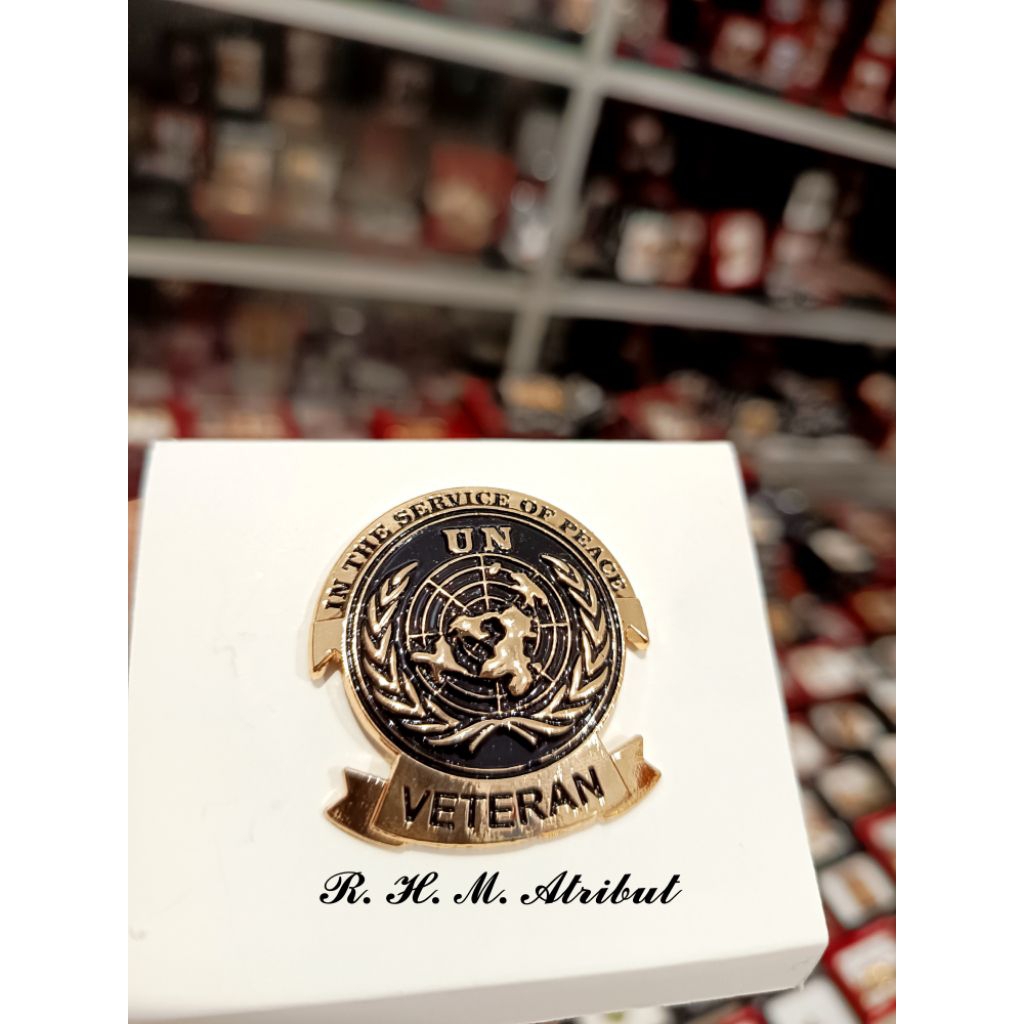 IN THE SERVICE OF PEACE
UN
VETERAN
R. H. M. Atribut